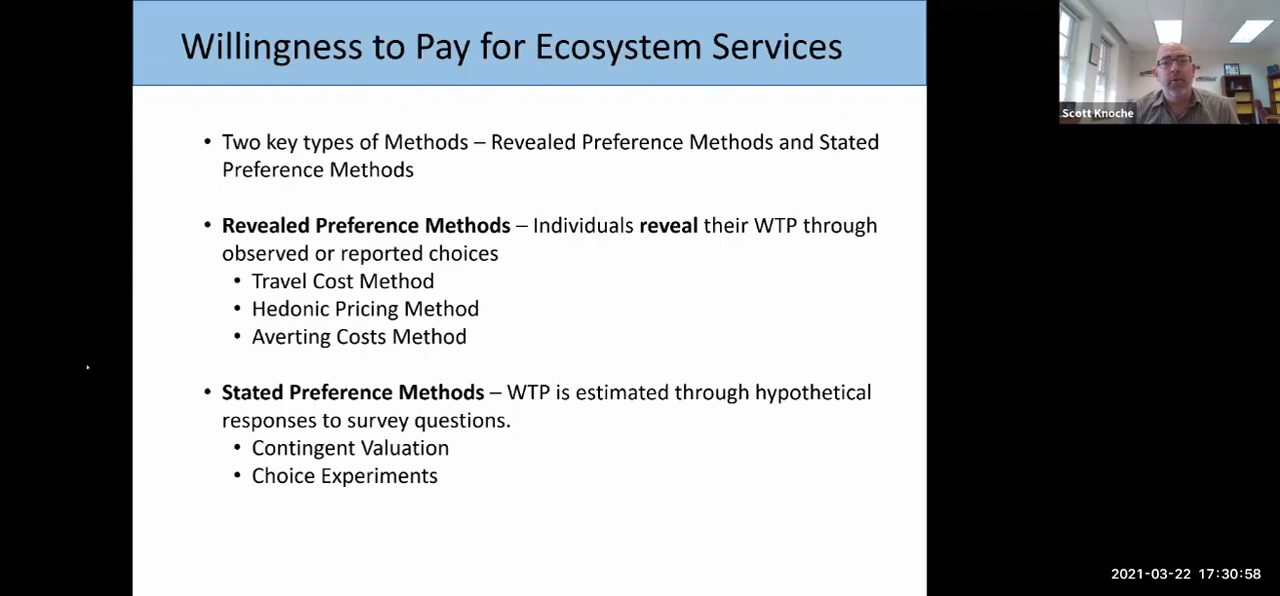 Willingness to Pay for Ecosystem Services
Scott Knoche
• Two key types of Methods – Revealed Preference Methods and Stated
Preference Methods
• Revealed Preference Methods – Individuals reveal their WTP through
observed or reported choices
• Travel Cost Method
• Hedonic Pricing Method
• Averting Costs Method
• Stated Preference Methods – WTP is estimated through hypothetical
responses to survey questions.
• Contingent Valuation
• Choice Experiments
2021-03-22 17:30:58